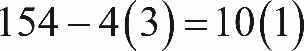 154 − 4(3) = 10(1)